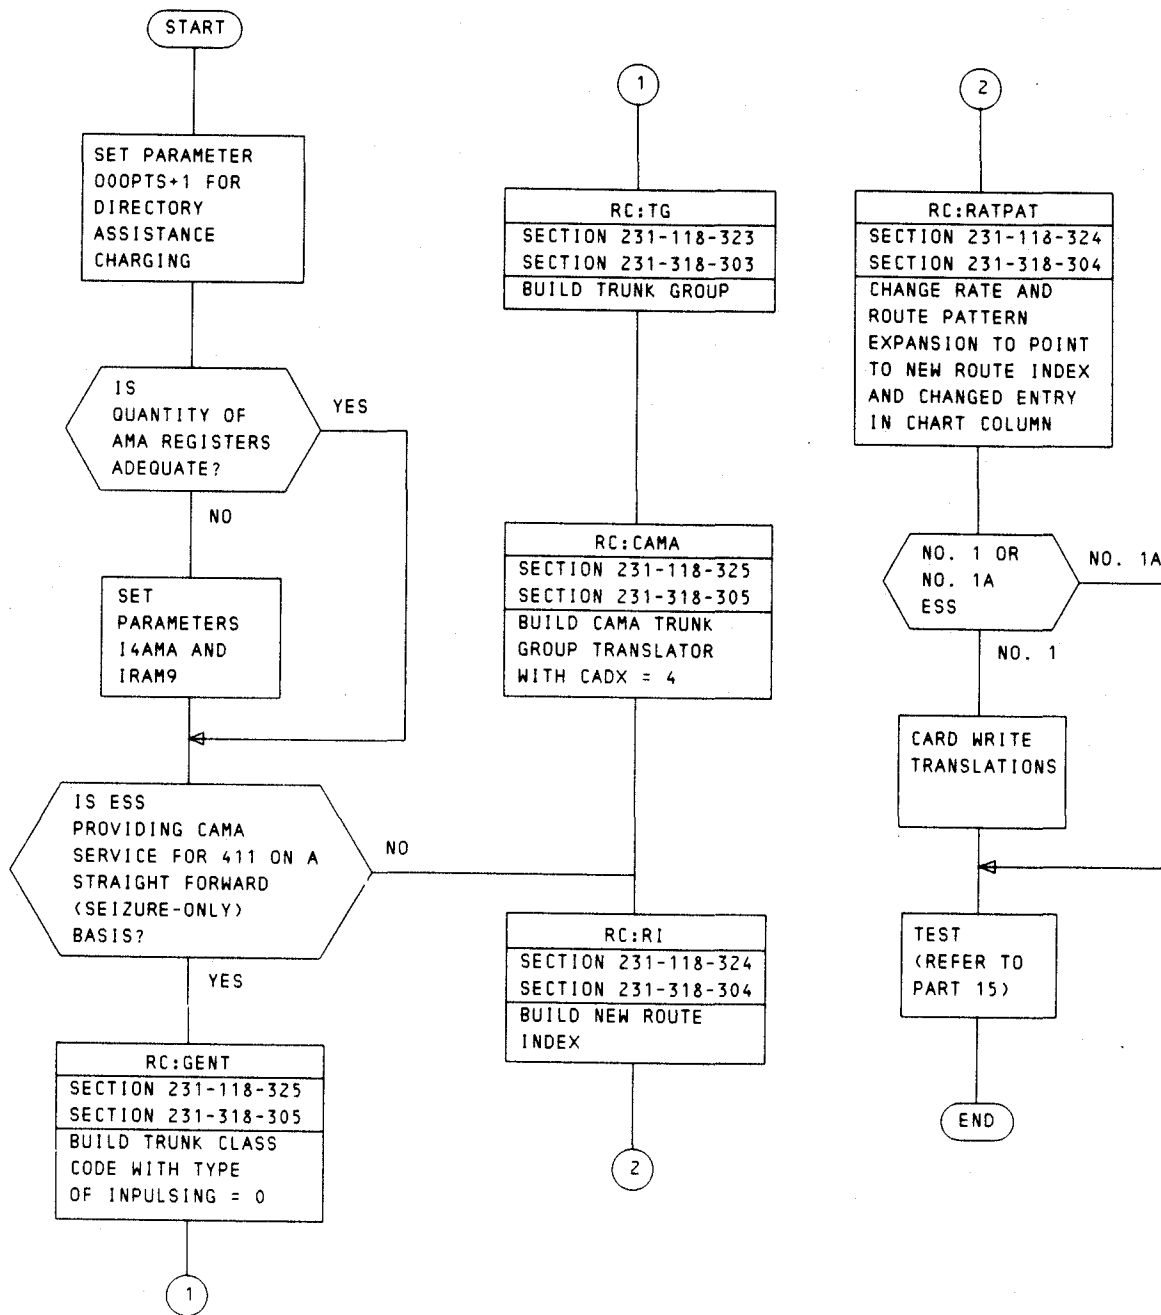 START
SET PARAMETER
OOOPTS+1 FOR
DIRECTORY
ASSISTANCE
CHARGING
IS
QUANTITY OF
AMA REGISTERS
ADEQUATE?
YES
NO
SET
PARAMETERS
I4AMA AND
IRAM9
IS ESS
PROVIDING CAMA
SERVICE FOR 411 ON A
STRAIGHT FORWARD
(SEIZURE-ONLY)
BASIS?
NO
YES
RC:GENT
SECTION 231-118-325
SECTION 231-318-305
BUILD TRUNK CLASS
CODE WITH TYPE
OF INPULSING = 0
1
1
RC:TG
SECTION 231-118-323
SECTION 231-318-303
BUILD TRUNK GROUP
RC:CAMA
SECTION 231-118-325
SECTION 231-318-305
BUILD CAMA TRUNK
GROUP TRANSLATOR
WITH CADX = 4
RC:RI
SECTION 231-118-324
SECTION 231-318-304
BUILD NEW ROUTE
INDEX
2
2
RC:RATPAT
SECTION 231-118-324
SECTION 231-318-304
CHANGE RATE AND
ROUTE PATTERN
EXPANSION TO POINT
TO NEW ROUTE INDEX
AND CHANGED ENTRY
IN CHART COLUMN
NO. 1 OR
NO. 1A
ESS
NO. 1A
NO. 1
CARD WRITE
TRANSLATIONS
TEST
(REFER TO
PART 15)
END